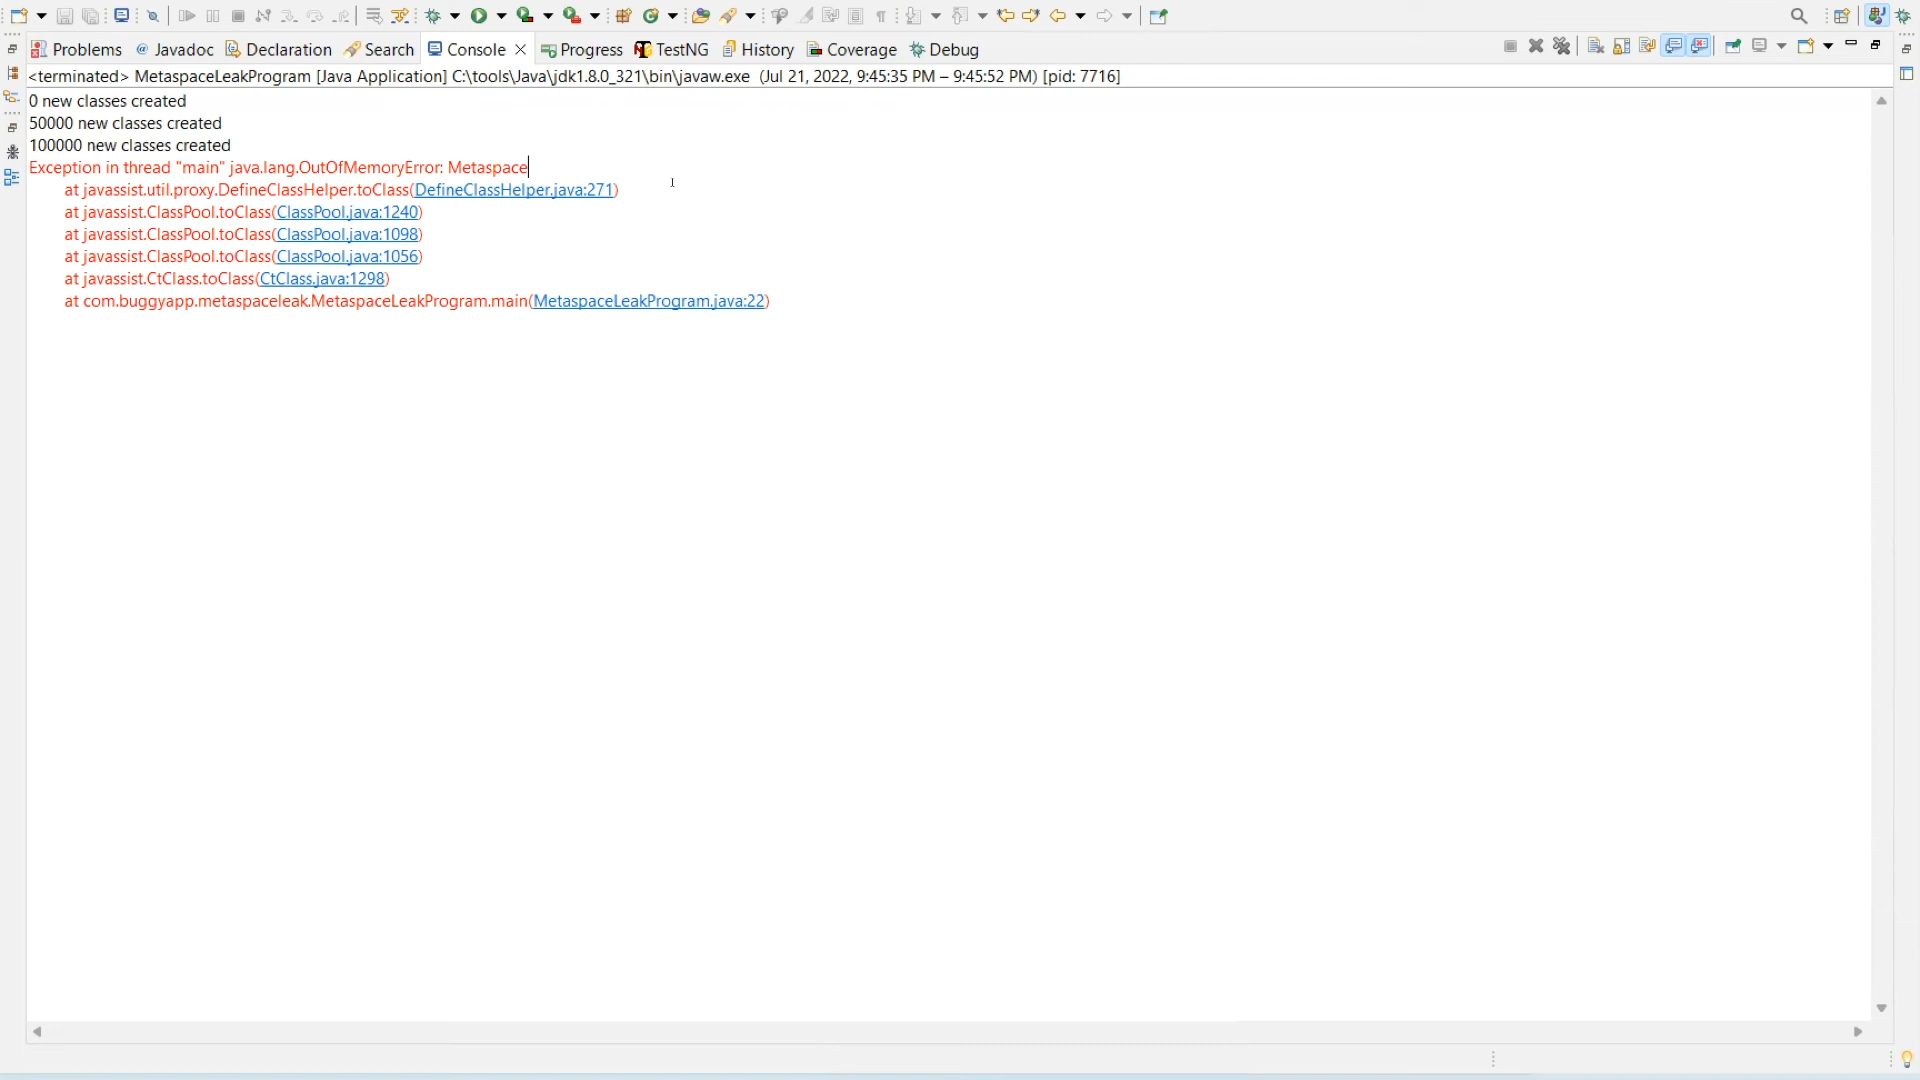 Problems @ Javadoc Declaration Search Console Progress TestNG History Coverage Debug
<terminated> MetaspaceLeakProgram [Java Application] C:\tools\Java\jdk1.8.0_321\bin\javaw.exe (Jul 21, 2022, 9:45:35 PM – 9:45:52 PM) [pid: 7716]
0 new classes created
50000 new classes created
100000 new classes created
Exception in thread "main" java.lang.OutOfMemoryError: Metaspace
at javassist.util.proxy.DefineClassHelper.toClass(DefineClassHelper.java:271)
at javassist.ClassPool.toClass(ClassPool.java:1240)
at javassist.ClassPool.toClass(ClassPool.java:1098)
at javassist.ClassPool.toClass(ClassPool.java:1056)
at javassist.CtClass.toClass(CtClass.java:1298)
at com.buggyapp.metaspaceleak.MetaspaceLeakProgram.main(MetaspaceLeakProgram.java:22)